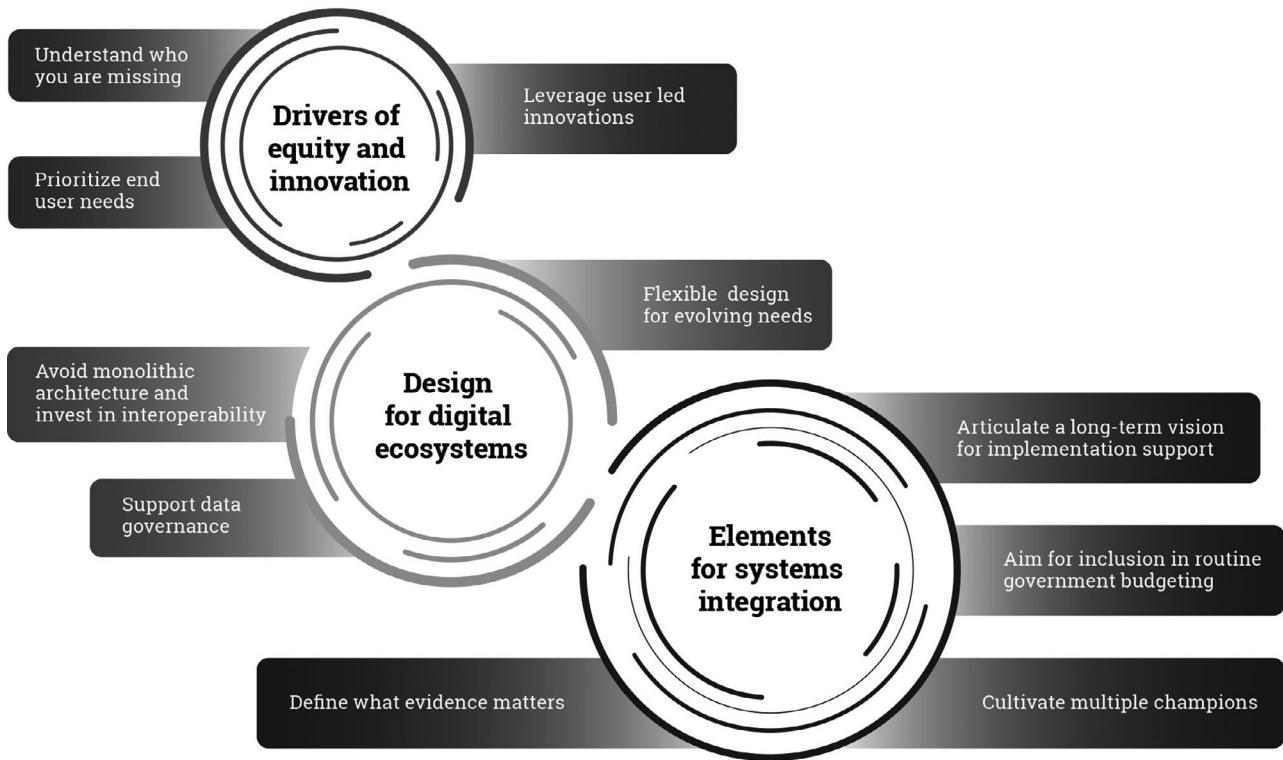 Understand who
you are missing
Drivers of
equity and
innovation
Leverage user led
innovations
Prioritize end
user needs
Flexible design
for evolving needs
Avoid monolithic
architecture and
invest in interoperability
Design
for digital
ecosystems
Support data
governance
Articulate a long-term vision
for implementation support
Elements
for systems
integration
Aim for inclusion in routine
government budgeting
Define what evidence matters
Cultivate multiple champions